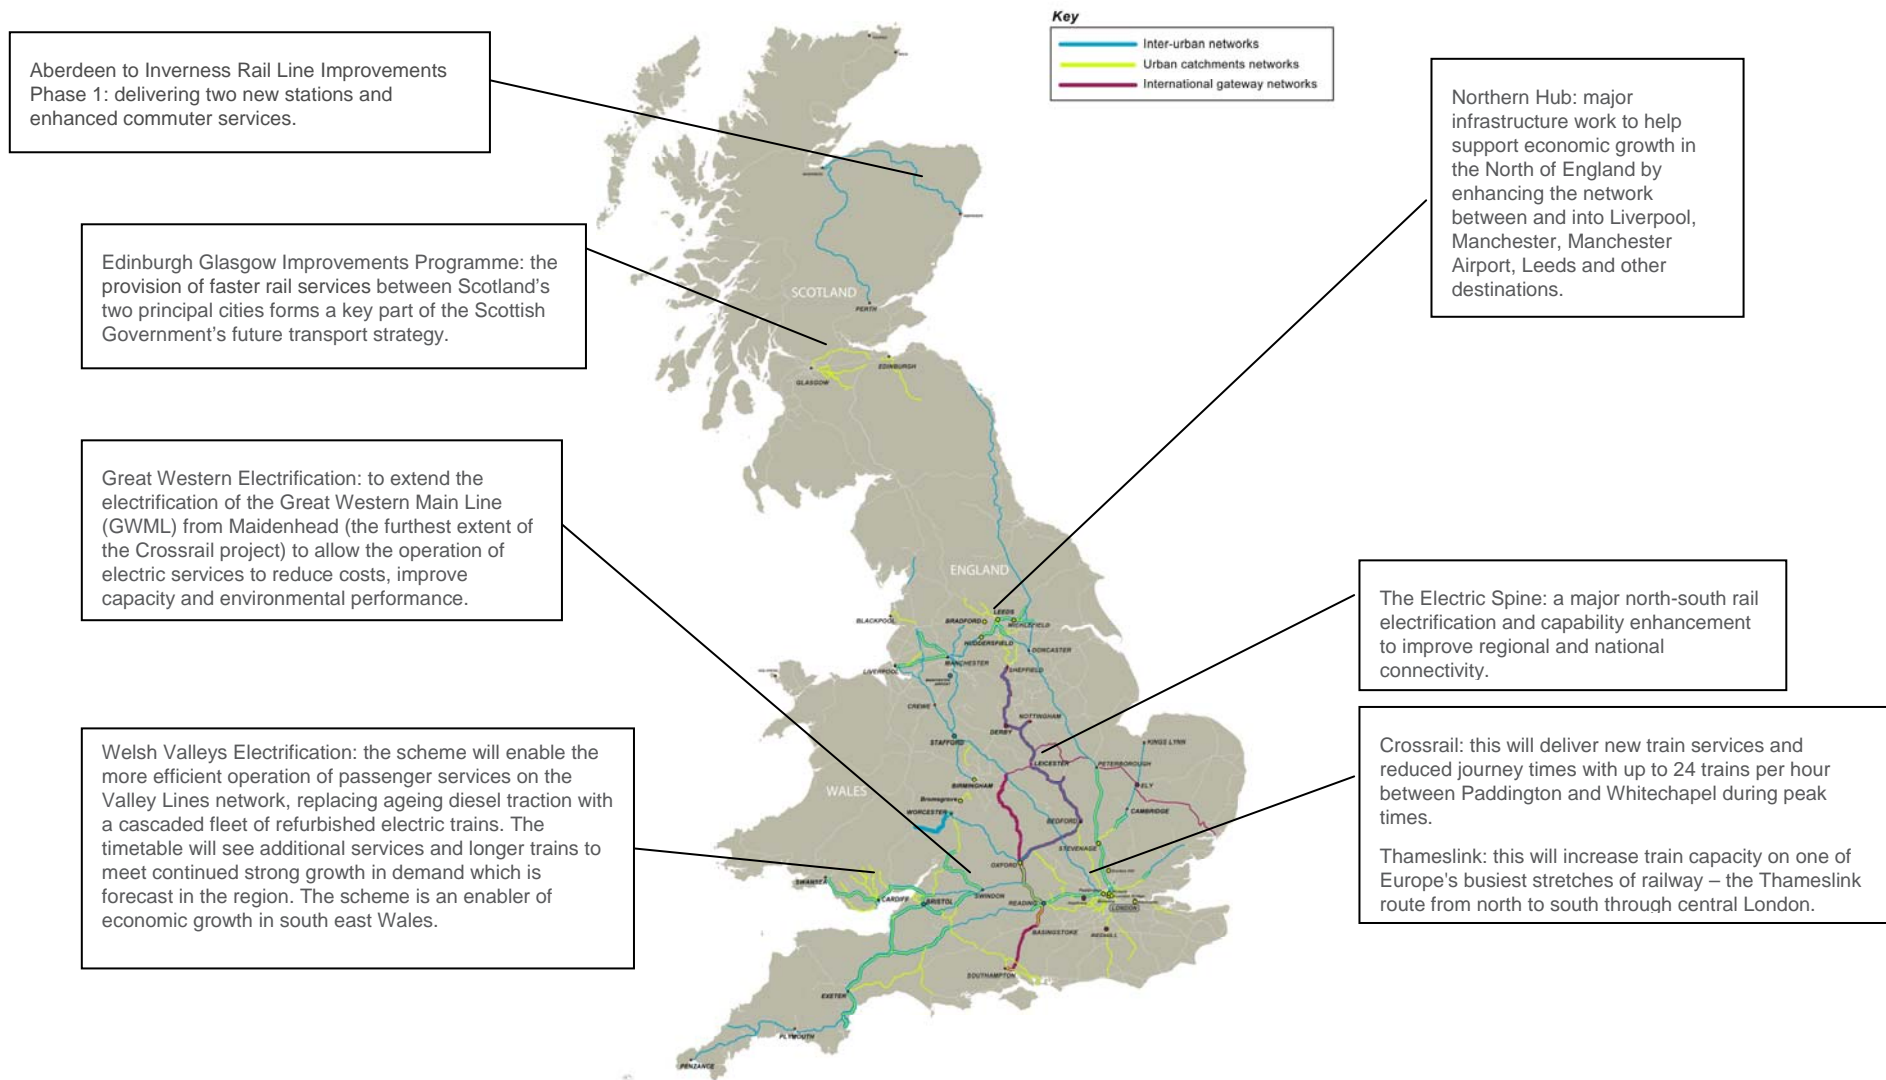 Key
Inter-urban networks
Urban catchments networks
International gateway networks
Aberdeen to Inverness Rail Line Improvements
Phase 1: delivering two new stations and
enhanced commuter services.
Northern Hub: major
infrastructure work to help
support economic growth in
the North of England by
enhancing the network
between and into Liverpool,
Manchester, Manchester
Airport, Leeds and other
destinations.
Edinburgh Glasgow Improvements Programme: the
provision of faster rail services between Scotland's
two principal cities forms a key part of the Scottish
Government's future transport strategy.
SCOTLAND
PERTH
EDINBURGH
GLASGOW
Great Western Electrification: to extend the
electrification of the Great Western Main Line
(GWML) from Maidenhead (the furthest extent of
the Crossrail project) to allow the operation of
electric services to reduce costs, improve
capacity and environmental performance.
ENGLAND
LEEDS
BLACKPOOL
BRADFORD
MICKLEFIELD
HUDDERSFIELD
DONCASTER
MANCHESTER
LIVERPOOL
SHEFFIELD
MANCHESTER
AIRPORT
CREWE
NOTTINGHAM
DERBY
STAFFORD
KINGS LYNN
LEICESTER
PETERBOROUGH
BIRMINGHAM
ELY
WALES
Bromsgrove
WORCESTER
CAMBRIDGE
BEDFORD
STEVENAGE
OXFORD
SWANSEA
CARDIFF
BRISTOL
SWINDON
READING
LONDON
BASINGSTOKE
REDHILL
SOUTHAMPTON
EXETER
PLYMOUTH
PENZANCE
The Electric Spine: a major north-south rail
electrification and capability enhancement
to improve regional and national
connectivity.
Welsh Valleys Electrification: the scheme will enable the
more efficient operation of passenger services on the
Valley Lines network, replacing ageing diesel traction with
a cascaded fleet of refurbished electric trains. The
timetable will see additional services and longer trains to
meet continued strong growth in demand which is
forecast in the region. The scheme is an enabler of
economic growth in south east Wales.
Crossrail: this will deliver new train services and
reduced journey times with up to 24 trains per hour
between Paddington and Whitechapel during peak
times.
Thameslink: this will increase train capacity on one of
Europe's busiest stretches of railway – the Thameslink
route from north to south through central London.